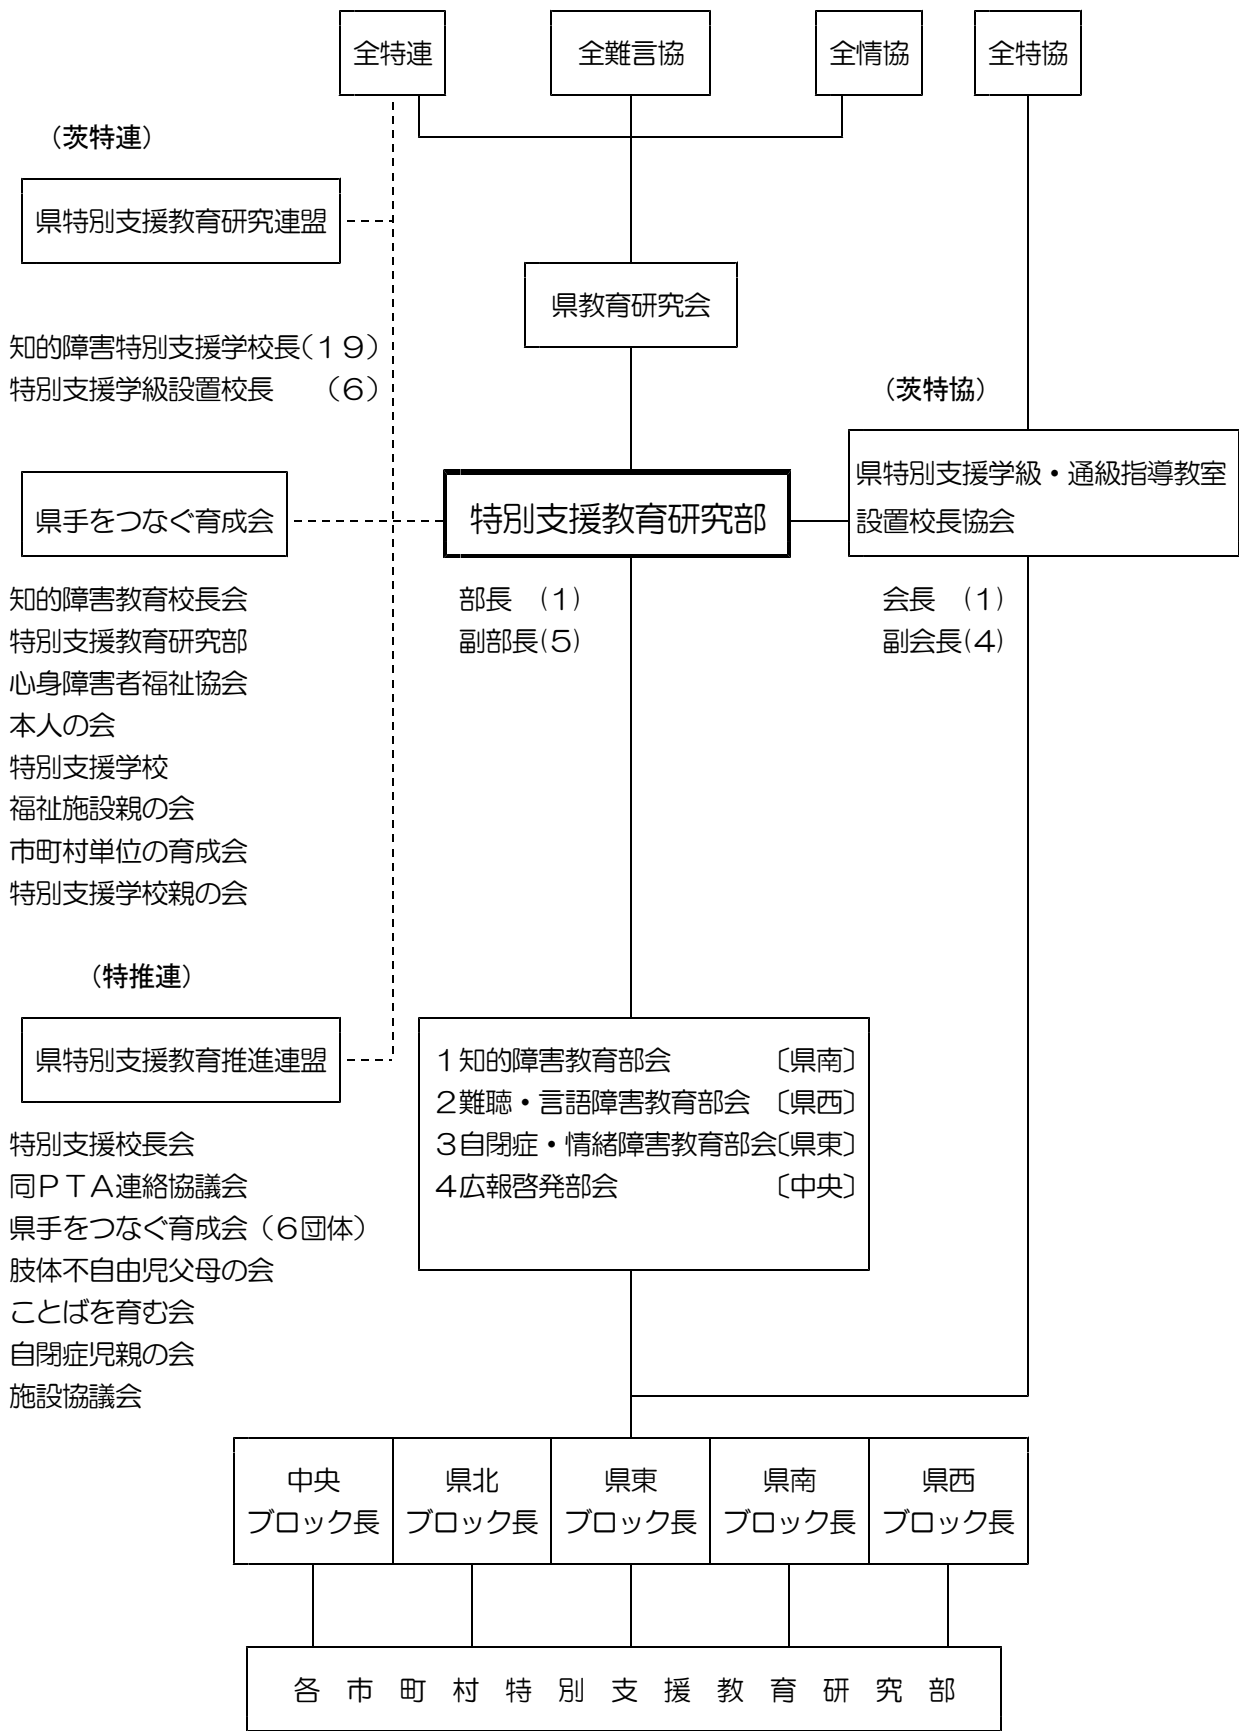 全特連
全難言協
全情協
全特協
（茨特連）
県特別支援教育研究連盟
県教育研究会
知的障害特別支援学校長（１９）
特別支援学級設置校長　（６）
（茨特協）
県特別支援学級・通級指導教室
設置校長協会
県手をつなぐ育成会
特別支援教育研究部
知的障害教育校長会
特別支援教育研究部
心身障害者福祉協会
本人の会
特別支援学校
福祉施設親の会
市町村単位の育成会
特別支援学校親の会
部長　(１)
副部長(５)
会長　(１)
副会長(４)
（特推連）
県特別支援教育推進連盟
１知的障害教育部会　〔県南〕
２難聴・言語障害教育部会　〔県西〕
３自閉症・情緒障害教育部会〔県東〕
４広報啓発部会　〔中央〕
特別支援校長会
同ＰＴＡ連絡協議会
県手をつなぐ育成会（６団体）
肢体不自由児父母の会
ことばを育む会
自閉症児親の会
施設協議会
中央
ブロック長
県北
ブロック長
県東
ブロック長
県南
ブロック長
県西
ブロック長
各市町村特別支援教育研究部